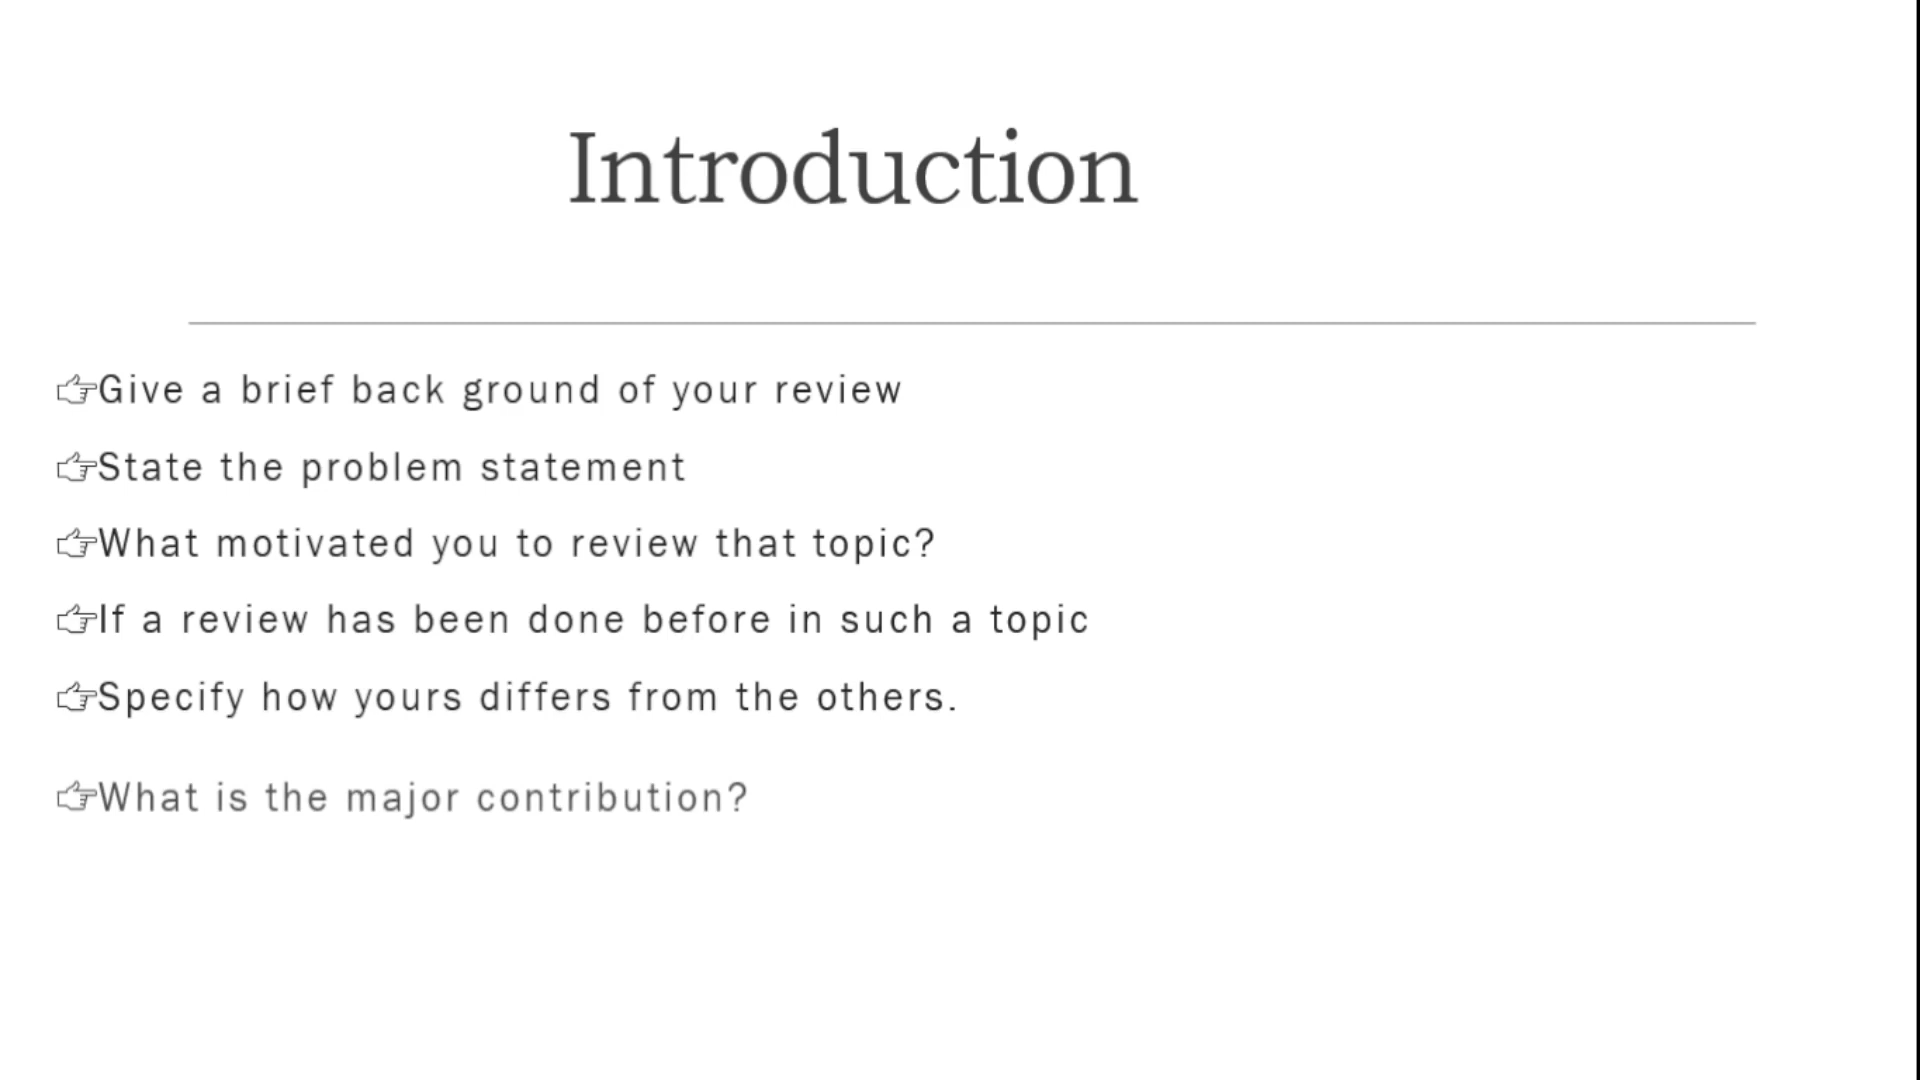 Introduction
☞Give a brief back ground of your review
☞State the problem statement
☞What motivated you to review that topic?
☞If a review has been done before in such a topic
☞Specify how yours differs from the others.
☞What is the major contribution?